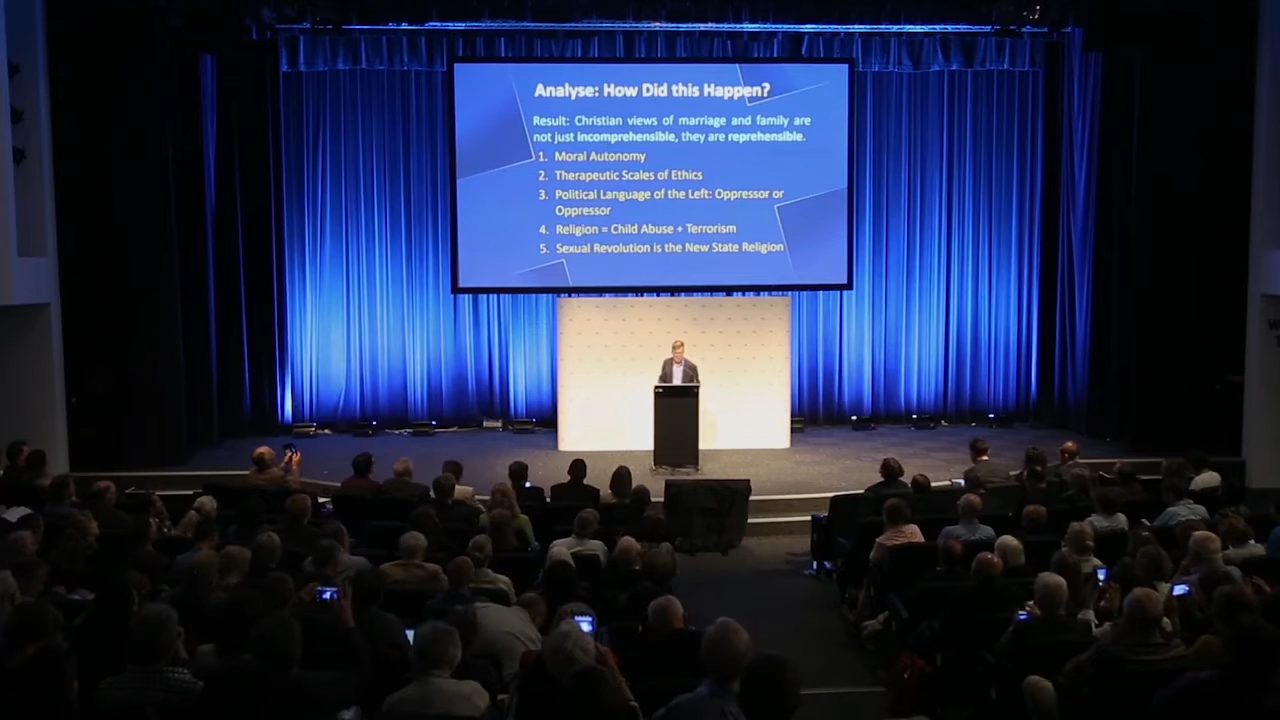 Analyse: How Did this Happen?
Result: Christian views of marriage and family are
not just incomprehensible, they are reprehensible.
1. Moral Autonomy
2. Therapeutic Scales of Ethics
3. Political Language of the Left: Oppressor or
Oppressor
4. Religion = Child Abuse + Terrorism
5. Sexual Revolution is the New State Religion